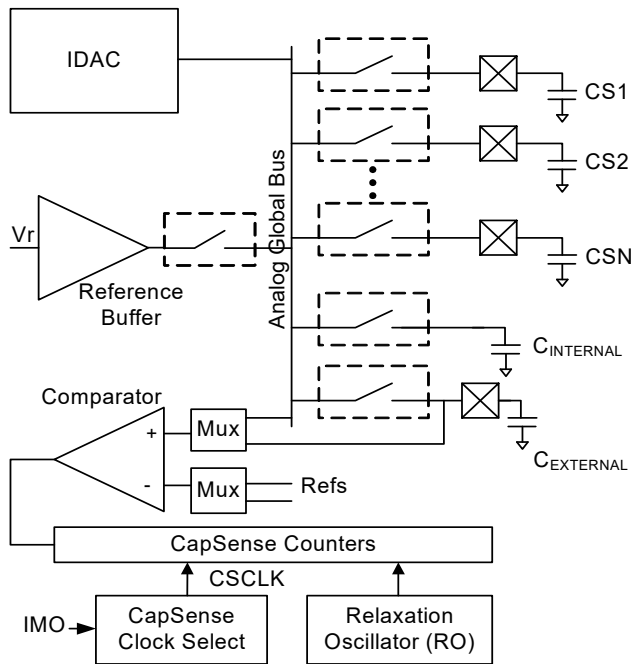 IDAC
CS1
CS2
Vr
Reference
Buffer
Analog Global Bus
CSN
CINTERNAL
Comparator
+
Mux
CEXTERNAL
-
Mux
Refs
CapSense Counters
CSCLK
IMO
CapSense
Clock Select
Relaxation
Oscillator (RO)